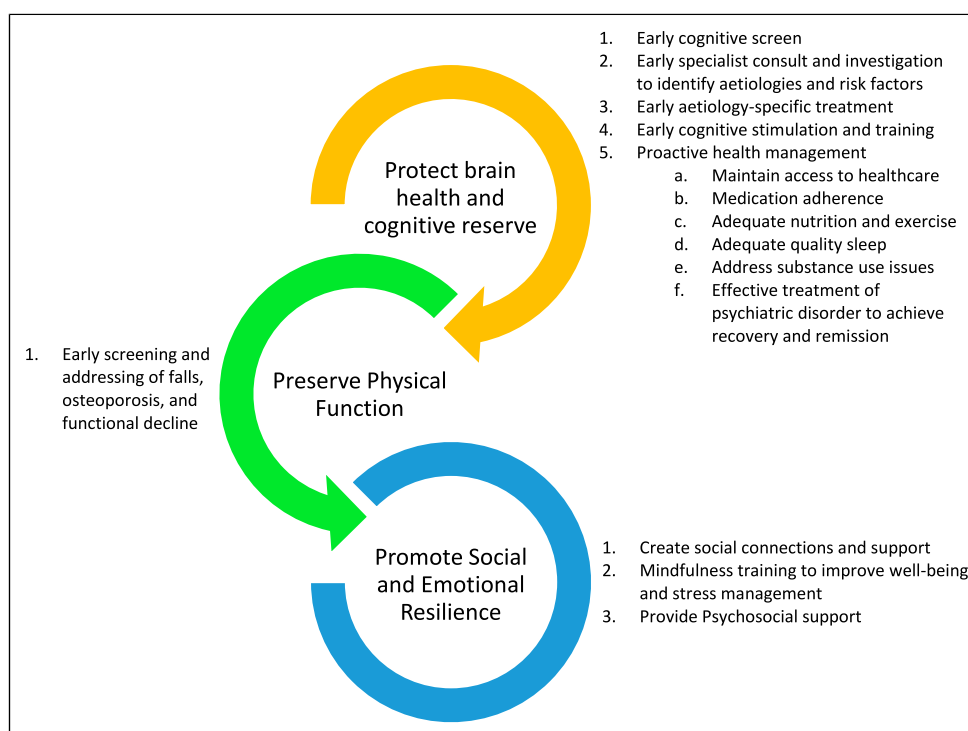 1. Early cognitive screen
2. Early specialist consult and investigation
to identify aetiologies and risk factors
3. Early aetiology-specific treatment
4. Early cognitive stimulation and training
5. Proactive health management
a. Maintain access to healthcare
b. Medication adherence
c. Adequate nutrition and exercise
d. Adequate quality sleep
e. Address substance use issues
f. Effective treatment of
psychiatric disorder to achieve
recovery and remission
Protect brain
health and
cognitive reserve
1. Early screening and
addressing of falls,
osteoporosis, and
functional decline
Preserve Physical
Function
Promote Social
and Emotional
Resilience
1. Create social connections and support
2. Mindfulness training to improve well-being
and stress management
3. Provide Psychosocial support